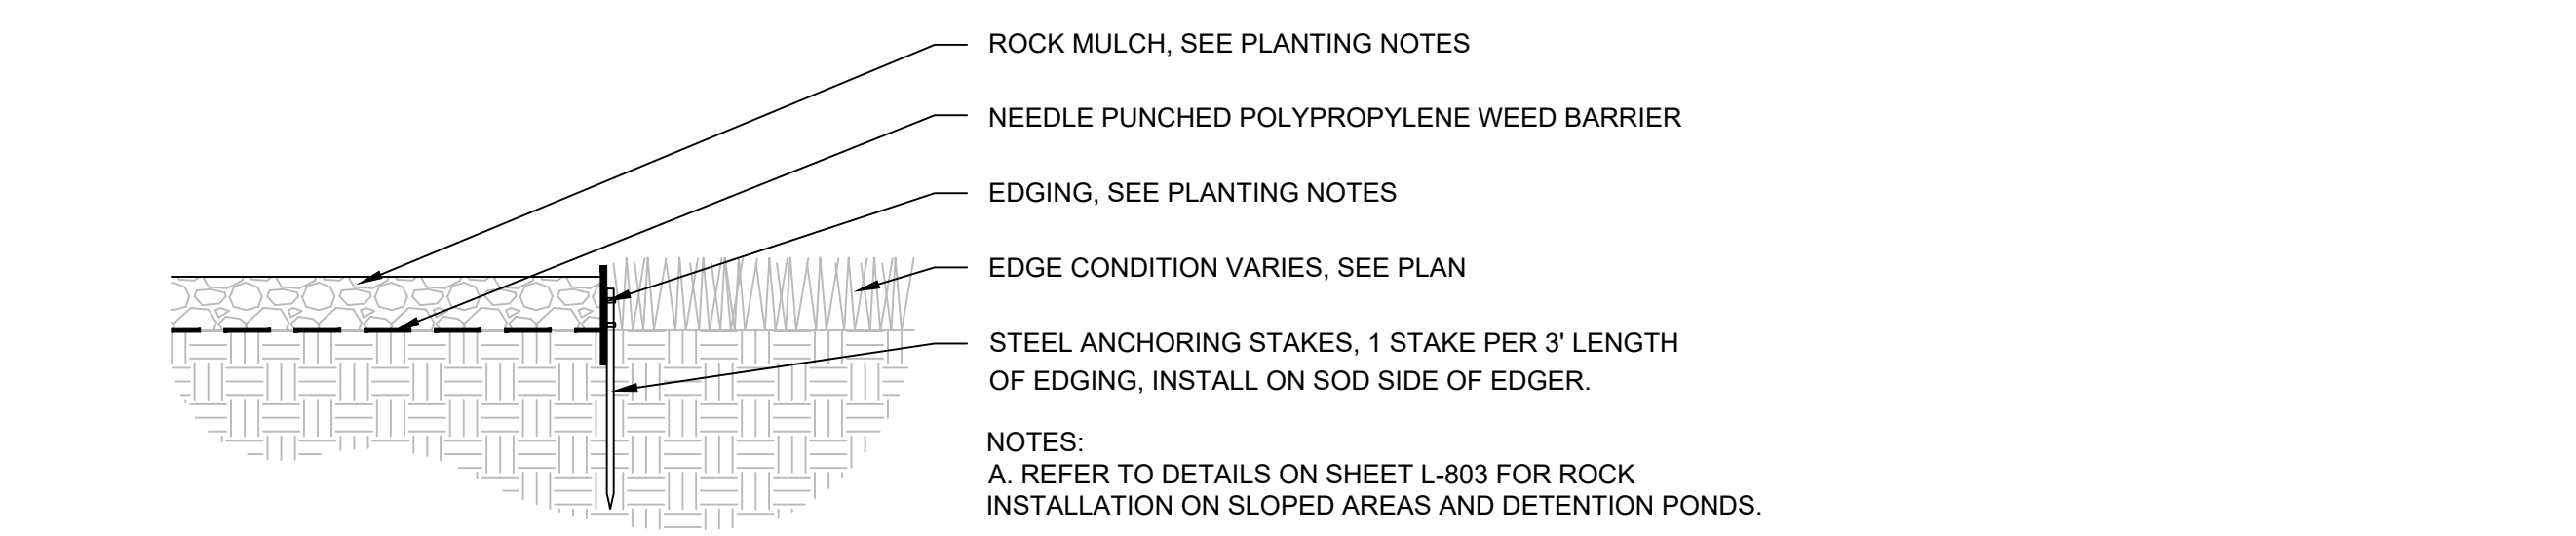 ROCK MULCH, SEE PLANTING NOTES
NEEDLE PUNCHED POLYPROPYLENE WEED BARRIER
EDGING, SEE PLANTING NOTES
EDGE CONDITION VARIES, SEE PLAN
STEEL ANCHORING STAKES, 1 STAKE PER 3' LENGTH
OF EDGING, INSTALL ON SOD SIDE OF EDGER.
NOTES:
A. REFER TO DETAILS ON SHEET L-803 FOR ROCK
INSTALLATION ON SLOPED AREAS AND DETENTION PONDS.